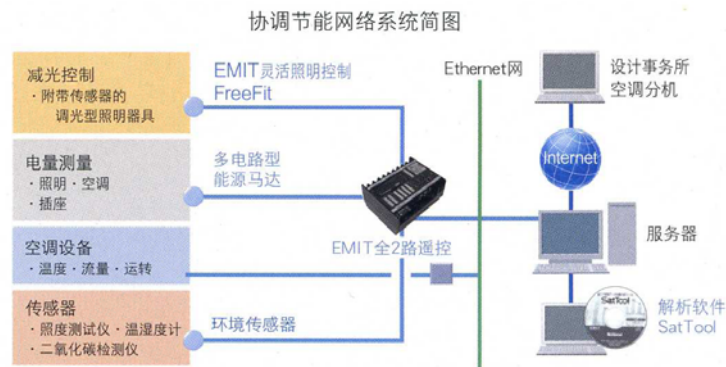 协调节能网络系统简图
减光控制
·附带传感器的
调光型照明器具
EMIT灵活照明控制
FreeFit
Ethernet网
设计事务所
空调分机
电量测量
·照明·空调
·插座
多电路型
能源马达
Internet
空调设备
·温度·流量·运转
EMIT全2路遥控
服务器
传感器
·照度测试仪·温湿度计
·二氧化碳检测仪
环境传感器
SatTool
解析软件
SatTool